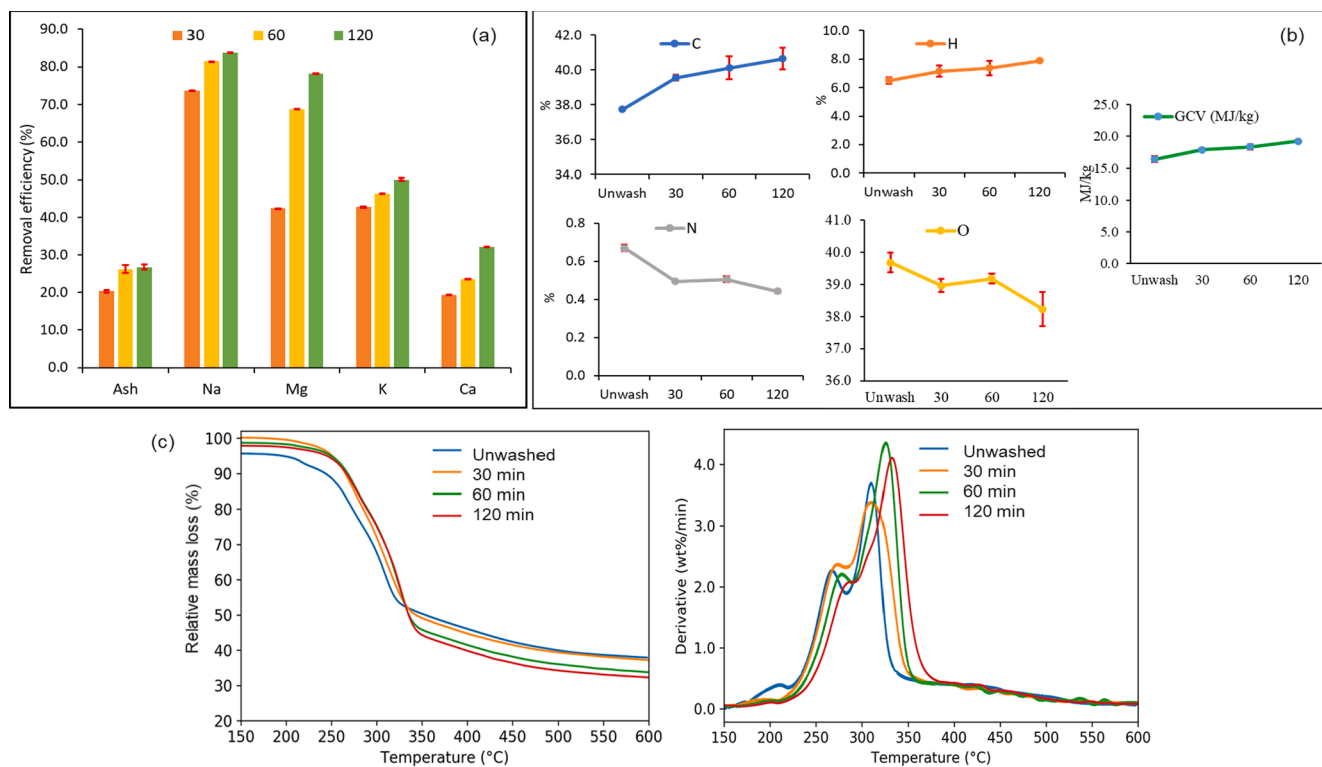 (a)
30 60 120
Removal efficiency (%)
90.0
80.0
70.0
60.0
50.0
40.0
30.0
20.0
10.0
0.0
Ash Na Mg K Ca
(b)
C
%
42.0
40.0
38.0
36.0
34.0
Unwash 30 60 120
H
%
10.0
8.0
6.0
4.0
2.0
0.0
Unwash 30 60 120
N
%
0.8
0.6
0.4
0.2
0.0
Unwash 30 60 120
O
41.0
40.0
39.0
38.0
37.0
36.0
Unwash 30 60 120
GCV (MJ/kg)
MJ/kg
25.0
20.0
15.0
10.0
5.0
0.0
Unwash 30 60 120
(c)
Relative mass loss (%)
100
90
80
70
60
50
40
30
20
Unwashed
30 min
60 min
120 min
150 200 250 300 350 400 450 500 550 600
Temperature (°C)
Derivative (wt%/min)
4.0
3.0
2.0
1.0
0.0
Unwashed
30 min
60 min
120 min
150 200 250 300 350 400 450 500 550 600
Temperature (°C)